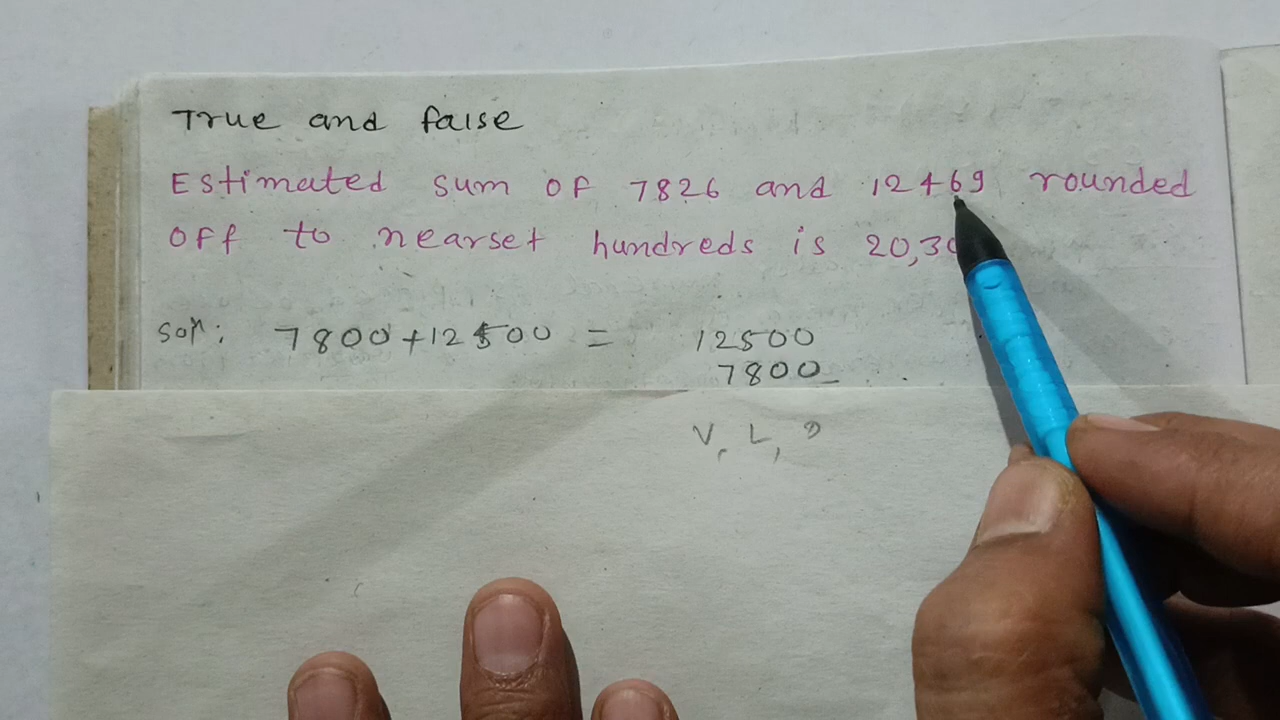 True and false
Estimated sum of 7826 and 12469 rounded
off to nearset hundreds is 20,30
soln: 7800+12500 = 12500
7800
V, L,